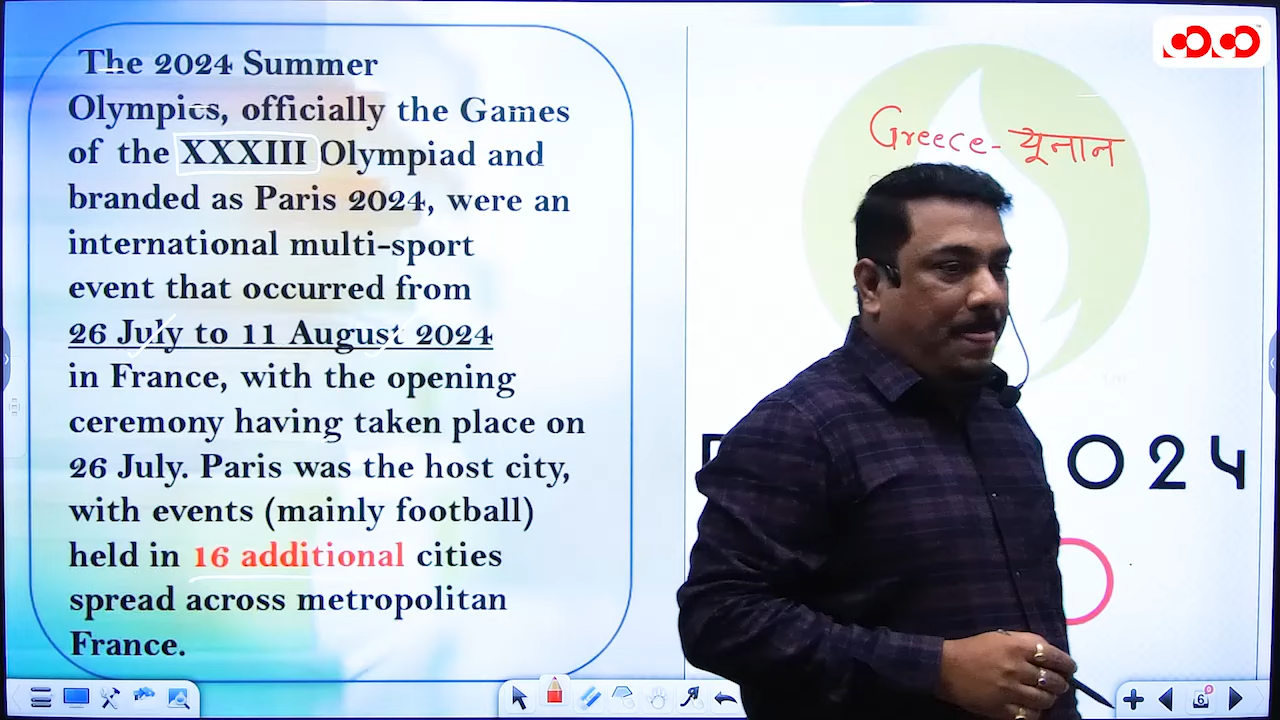 The 2024 Summer
Olympics, officially the Games
of the XXXIII Olympiad and
branded as Paris 2024, were an
international multi-sport
event that occurred from
26 July to 11 August 2024
in France, with the opening
ceremony having taken place on
26 July. Paris was the host city,
with events (mainly football)
held in 16 additional cities
spread across metropolitan
France.
Greece- यूनान
2024
6